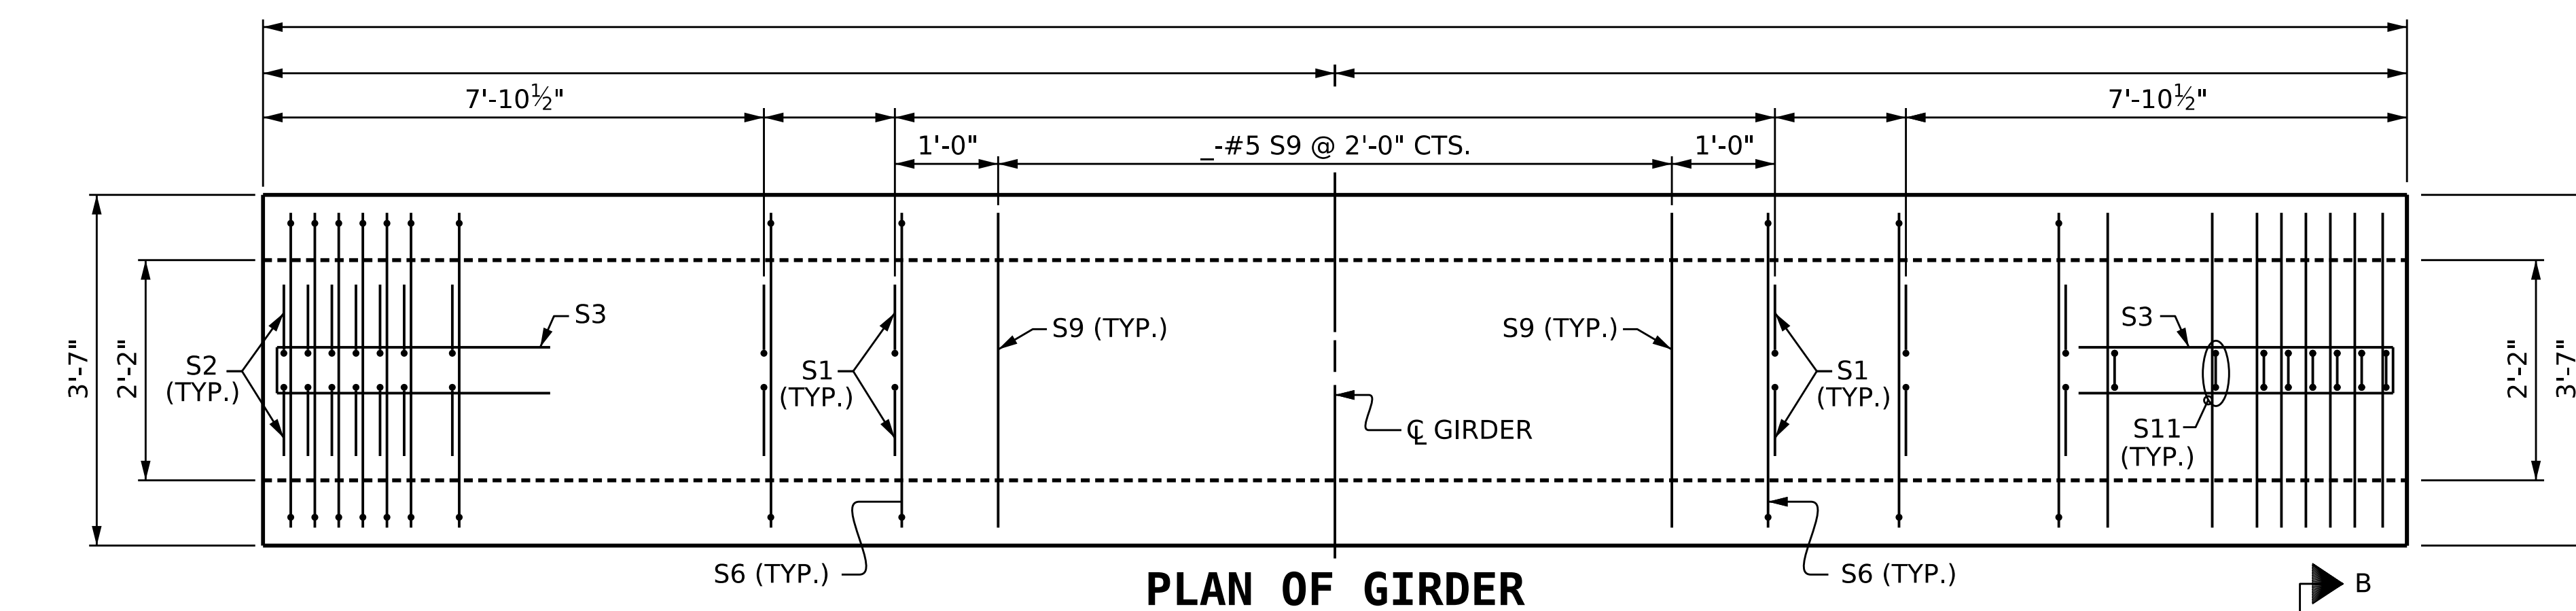 7'-10½" 7'-10½"
1'-0" _-#5 S9 @ 2'-0" CTS. 1'-0"
3'-7"
2'-2"
S2
(TYP.)
S3
S1
(TYP.)
S9 (TYP.)
S9 (TYP.)
℄ GIRDER
S1
(TYP.)
S3
S11
(TYP.)
2'-2"
3'-7"
S6 (TYP.)
S6 (TYP.)
PLAN OF GIRDER
B